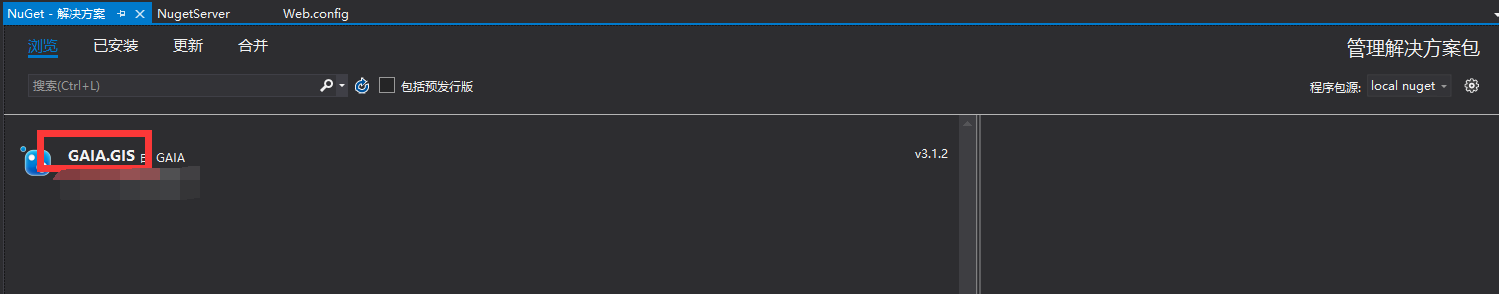 NuGet - 解决方案 NugetServer Web.config
浏览 已安装 更新 合并 管理解决方案包
搜索(Ctrl+L) 包括预发行版 程序包源: local nuget
GAIA.GIS GAIA v3.1.2